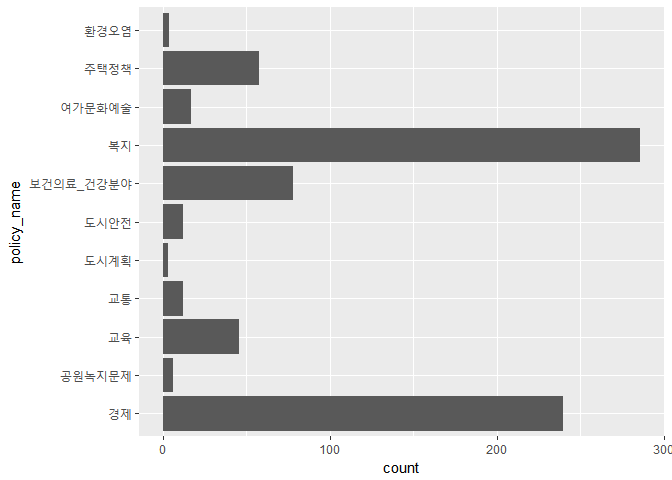 환경오염
주택정책
여가문화예술
복지
보건의료_건강분야
도시안전
도시계획
교통
교육
공원녹지문제
경제
policy_name
0 100 200 300
count